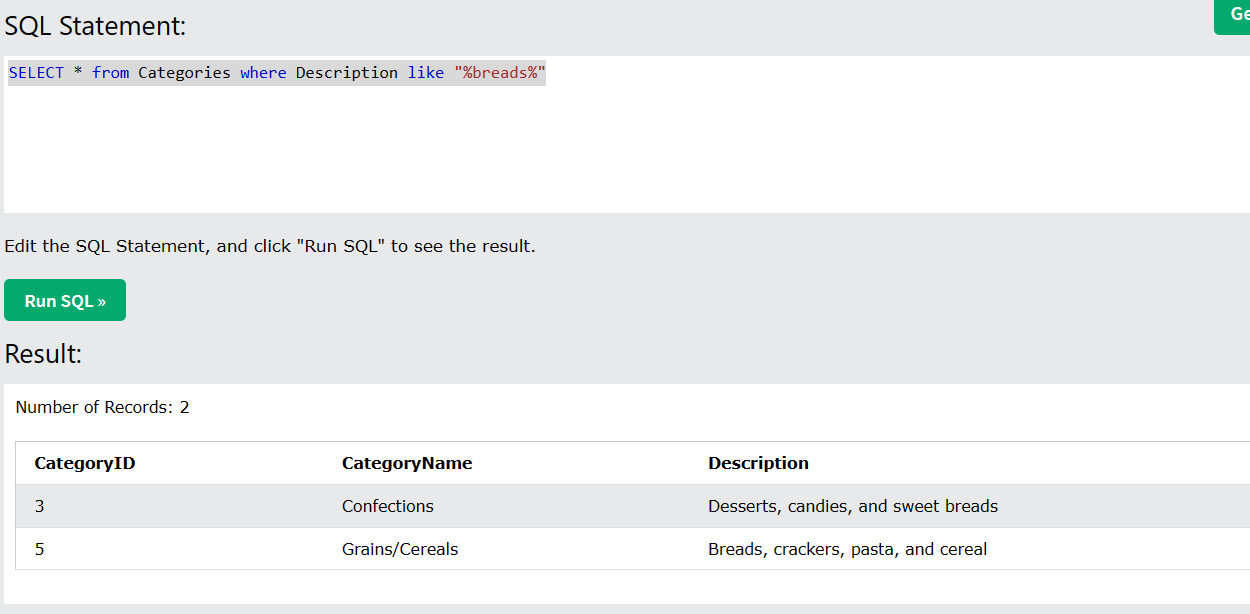 Ge
SQL Statement:
SELECT * from Categories where Description like "%breads%"
Edit the SQL Statement, and click "Run SQL" to see the result.
Run SQL »
Result:
Number of Records: 2
CategoryID CategoryName Description
3 Confections Desserts, candies, and sweet breads
5 Grains/Cereals Breads, crackers, pasta, and cereal